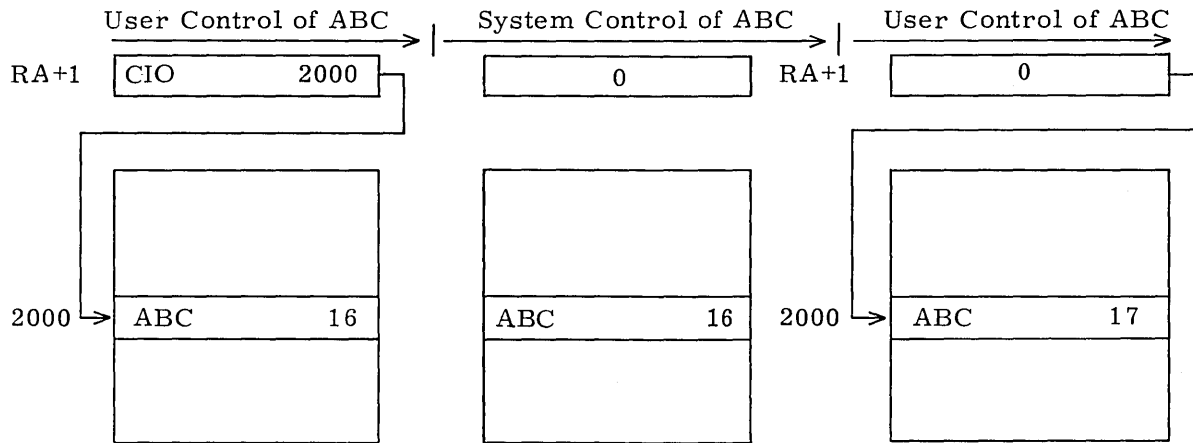 User Control of ABC System Control of ABC User Control of ABC
RA+1 CIO 2000 0 RA+1 0
2000 ABC 16 ABC 16 2000 ABC 17